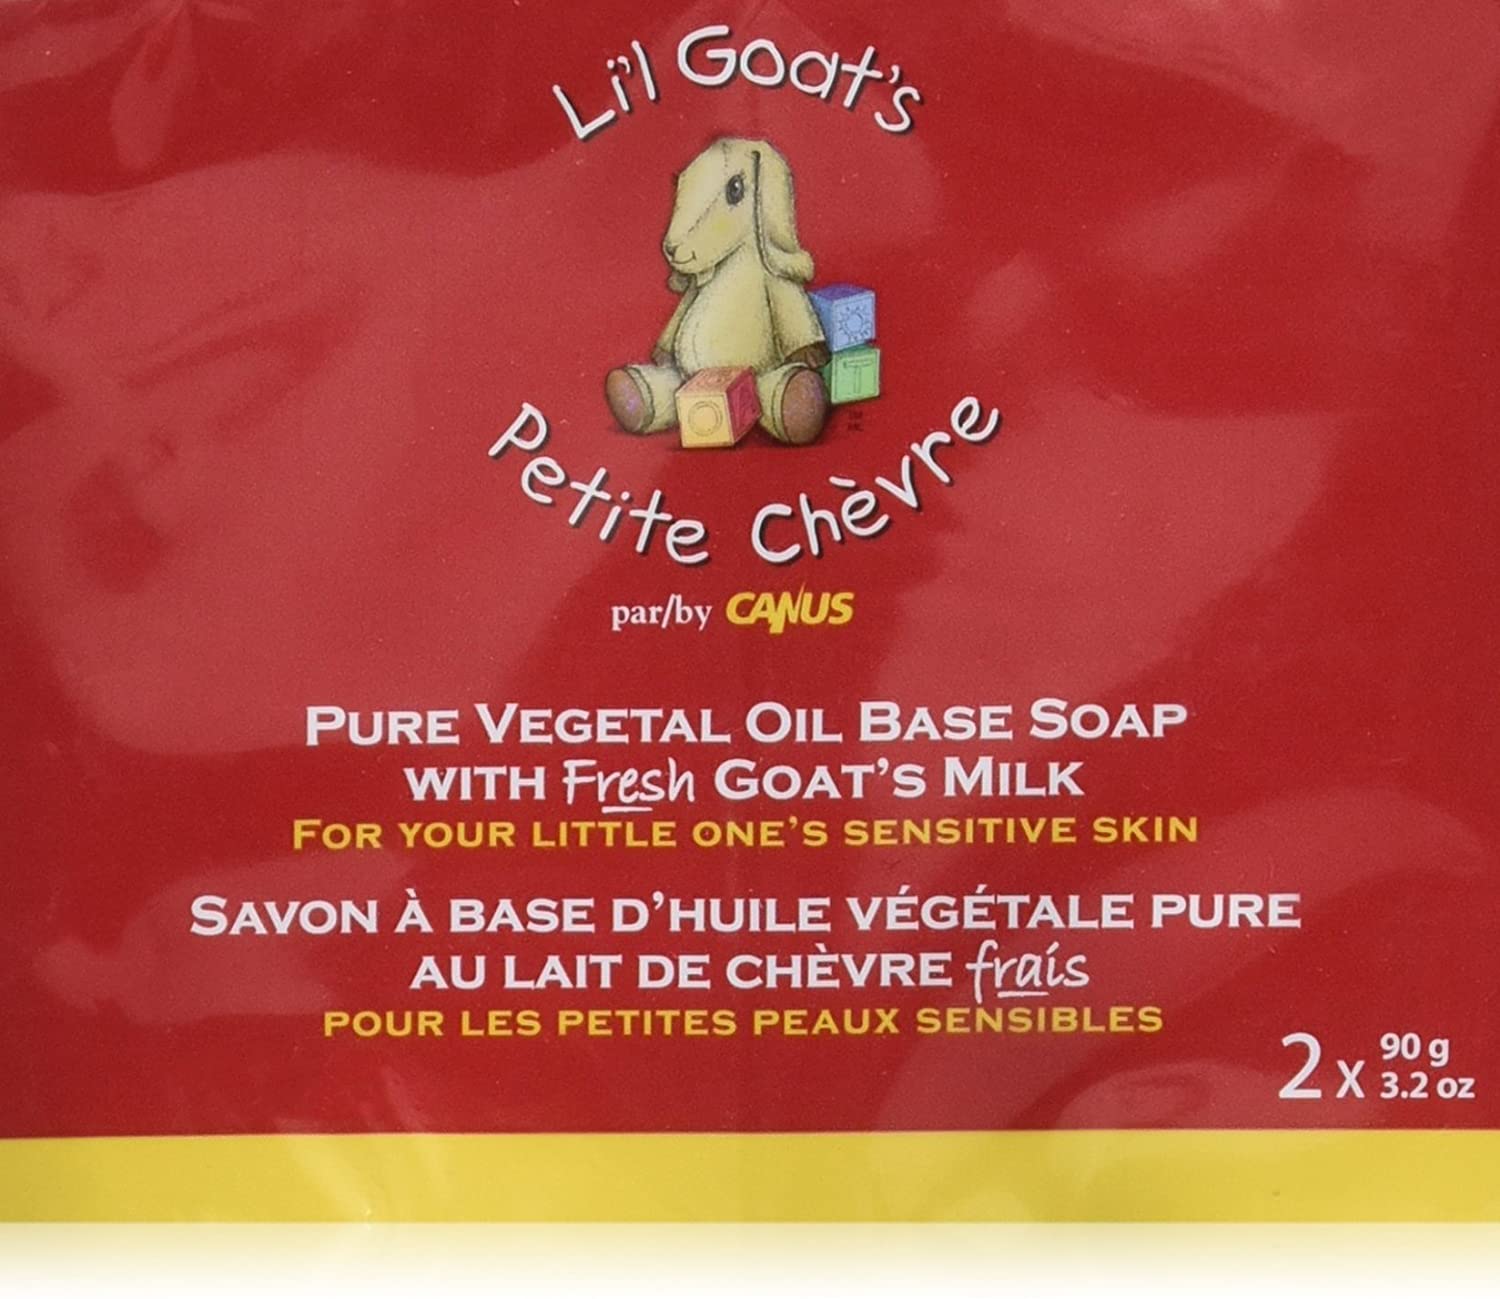 Li'l Goat's
T
TM
MC
Petite Chèvre
par/by CANUS
PURE VEGETAL OIL BASE SOAP
WITH Fresh GOAT'S MILK
FOR YOUR LITTLE ONE'S SENSITIVE SKIN
SAVON À BASE D'HUILE VÉGÉTALE PURE
AU LAIT DE CHÈVRE frais
POUR LES PETITES PEAUX SENSIBLES
2 x 90 g
3.2 oz